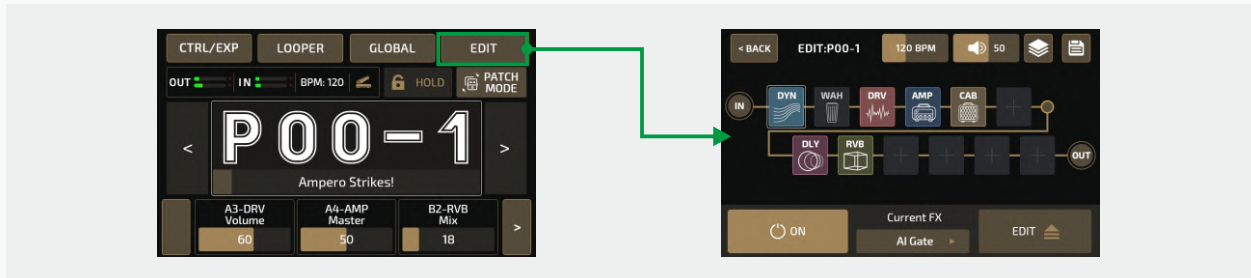 CTRL/EXP LOOPER GLOBAL EDIT
OUT IN BPM: 120 HOLD PATCH MODE
< P00-1 >
Ampero Strikes!
A3-DRV A4-AMP B2-RVB
Volume Master Mix >
60 50 18
< BACK EDIT:P00-1 120 BPM 50
DYN WAH DRV AMP CAB
IN + 
DLY RVB
+ + + + OUT
ON Current FX EDIT
AI Gate